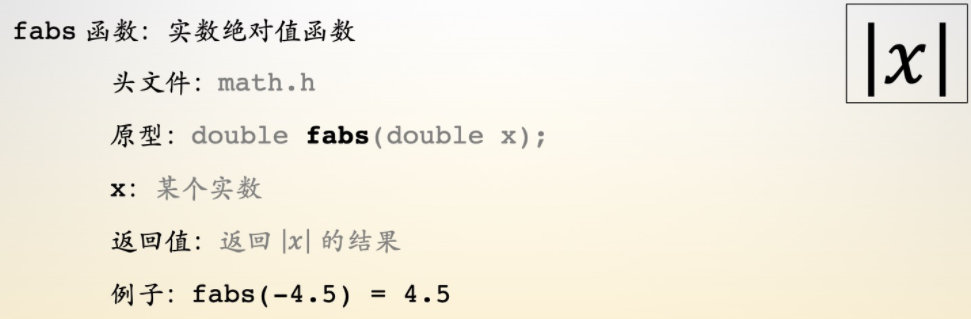 fabs 函数：实数绝对值函数
|x|
头文件：math.h
原型：double fabs(double x);
x：某个实数
返回值：返回 |x| 的结果
例子：fabs(-4.5) = 4.5